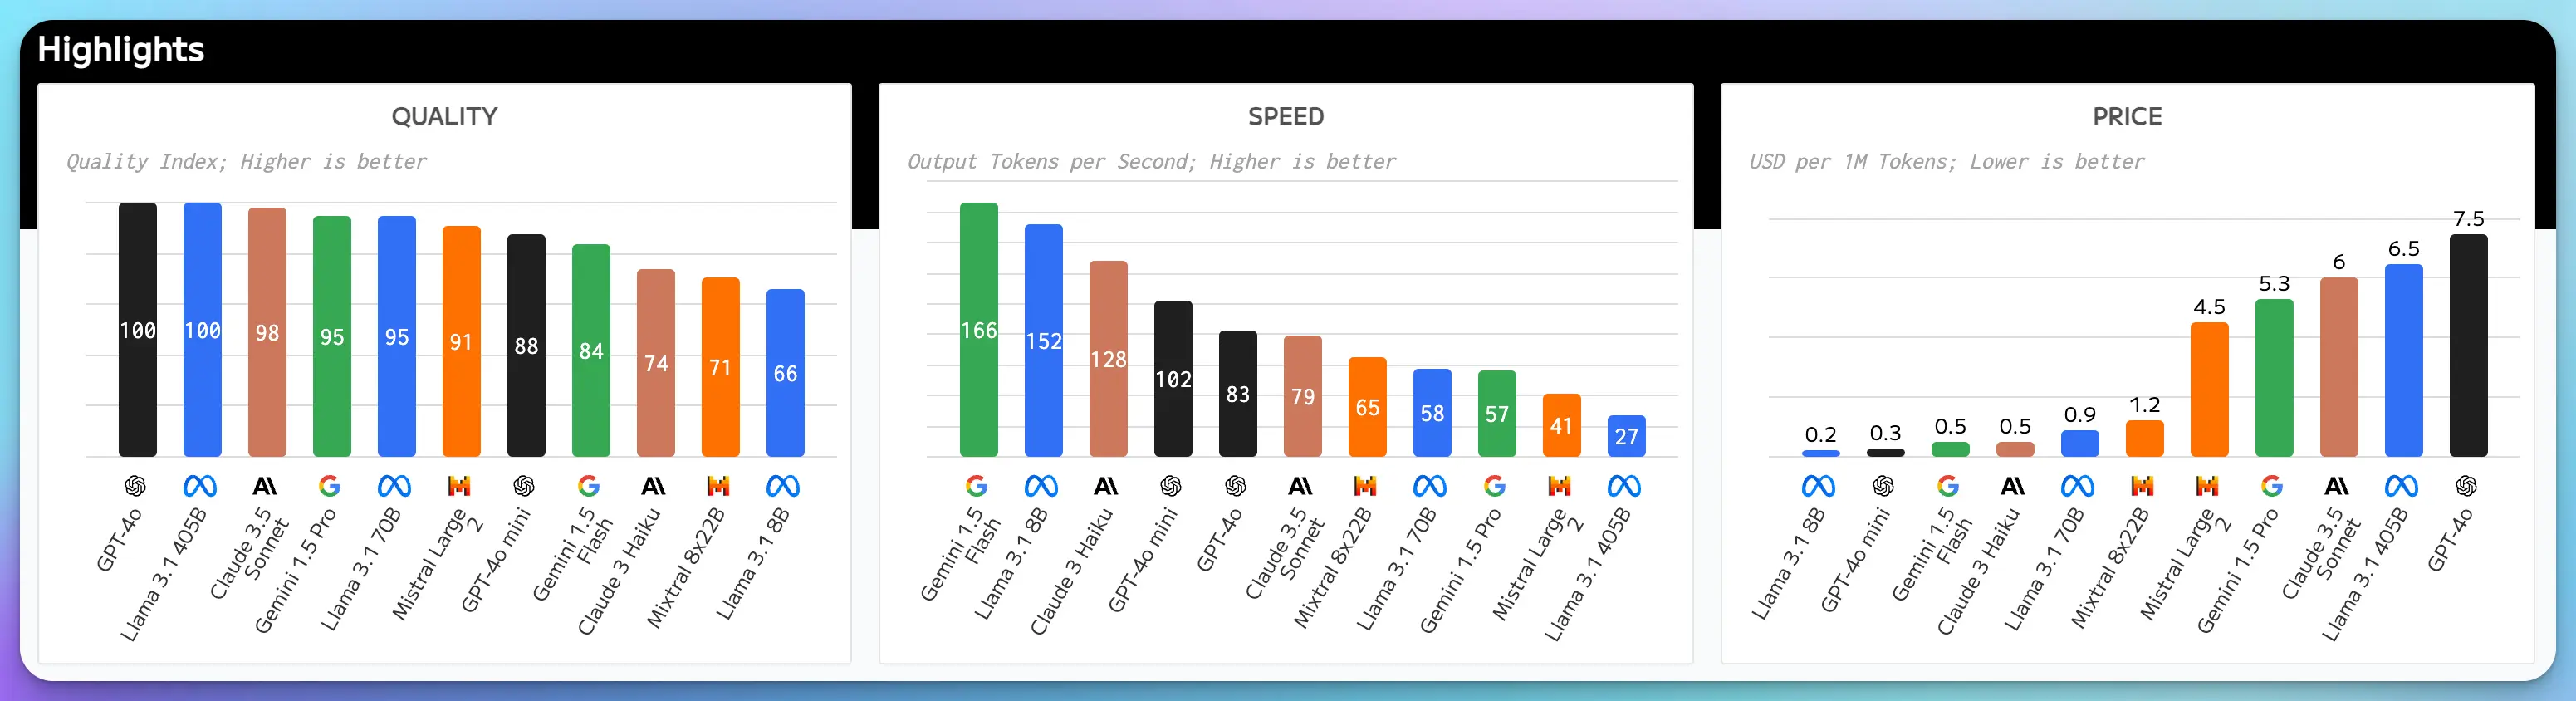 Highlights
QUALITY
Quality Index; Higher is better
100
100
98
95
95
91
88
84
74
71
66
GPT-4o
Llama 3.1 405B
Claude 3.5
Sonnet
Gemini 1.5 Pro
Llama 3.1 70B
Mistral Large
2
GPT-4o mini
Gemini 1.5
Flash
Claude 3 Haiku
Mixtral 8x22B
Llama 3.1 8B
SPEED
Output Tokens per Second; Higher is better
166
152
128
102
83
79
65
58
57
41
27
Gemini 1.5
Flash
Llama 3.1 8B
Claude 3 Haiku
GPT-4o mini
GPT-4o
Claude 3.5
Sonnet
Mixtral 8x22B
Llama 3.1 70B
Gemini 1.5 Pro
Mistral Large
2
Llama 3.1 405B
PRICE
USD per 1M Tokens; Lower is better
0.2
0.3
0.5
0.5
0.9
1.2
4.5
5.3
6
6.5
7.5
Llama 3.1 8B
GPT-4o mini
Gemini 1.5
Flash
Claude 3 Haiku
Llama 3.1 70B
Mixtral 8x22B
Mistral Large
2
Gemini 1.5 Pro
Claude 3.5
Sonnet
Llama 3.1 405B
GPT-4o